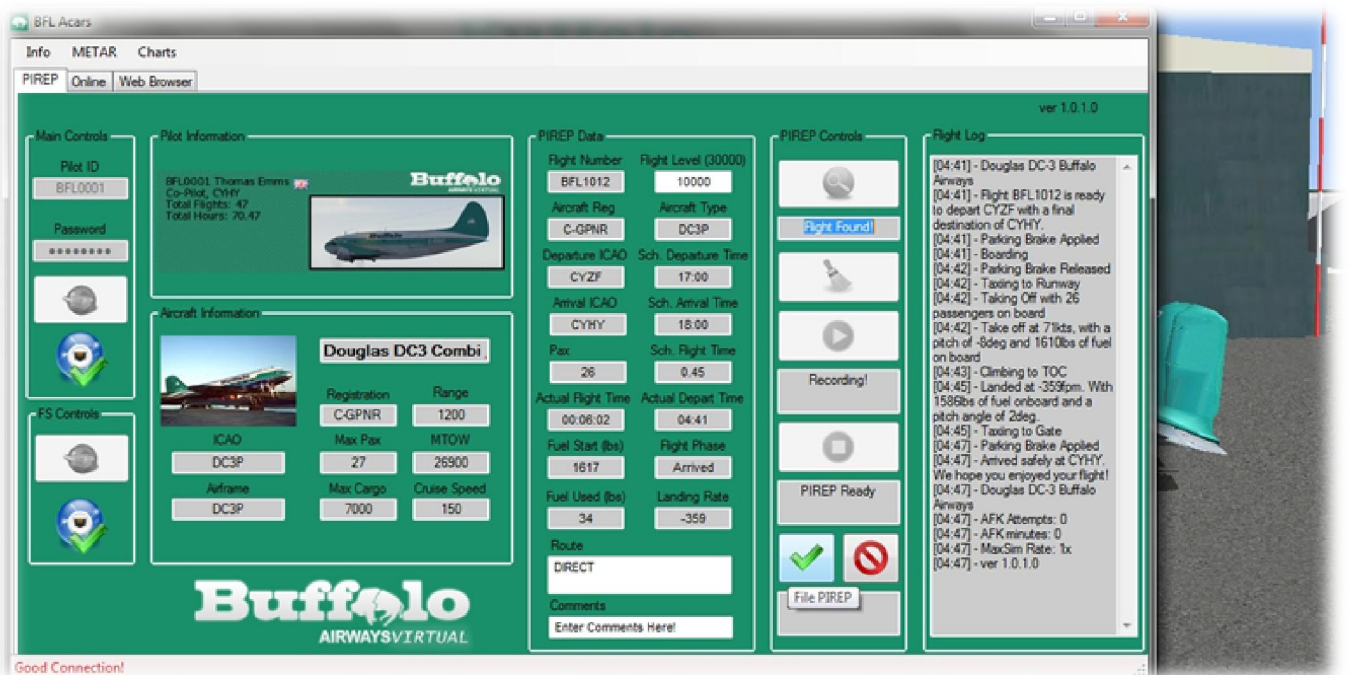 BFL Acars
Info METAR Charts
PIREP Online Web Browser
ver 1.0.1.0
Main Controls
Pilot ID
BFL0001
Password
FS Controls
Pilot Information
BFL0001 Thomas Emms
Co-Pilot, CYHY
Total Flights: 47
Total Hours: 70.47
Buffalo
AIRWAYS VIRTUAL
Aircraft Information
Douglas DC3 Combi
Registration Range
C-GPNR 1200
ICAO Max Pax MTOW
DC3P 27 26900
Airframe Max Cargo Cruise Speed
DC3P 7000 150
Buffalo
AIRWAYSVIRTUAL
PIREP Data
Flight Number Flight Level (30000)
BFL1012 10000
Aircraft Reg Aircraft Type
C-GPNR DC3P
Departure ICAO Sch. Departure Time
CYZF 17:00
Arrival ICAO Sch. Arrival Time
CYHY 18:00
Pax Sch. Flight Time
26 0.45
Actual Flight Time Actual Depart Time
00:06:02 04:41
Fuel Start (lbs) Flight Phase
1617 Arrived
Fuel Used (lbs) Landing Rate
34 -359
Route
DIRECT
Comments
Enter Comments Here!
PIREP Controls
Flight Found!
Recording!
PIREP Ready
File PIREP
Flight Log
[04:41] - Douglas DC-3 Buffalo
Airways
[04:41] - Flight BFL1012 is ready
to depart CYZF with a final
destination of CYHY.
[04:41] - Parking Brake Applied
[04:41] - Boarding
[04:42] - Parking Brake Released
[04:42] - Taxiing to Runway
[04:42] - Taking Off with 26
passengers on board
[04:42] - Take off at 71kts, with a
pitch of -8deg and 1610lbs of fuel
on board
[04:43] - Climbing to TOC
[04:45] - Landed at -359fpm. With
1586lbs of fuel onboard and a
pitch angle of 2deg.
[04:45] - Taxiing to Gate
[04:47] - Parking Brake Applied
[04:47] - Arrived safely at CYHY.
We hope you enjoyed your flight!
[04:47] - Douglas DC-3 Buffalo
Airways
[04:47] - AFK Attempts: 0
[04:47] - AFK minutes: 0
[04:47] - MaxSim Rate: 1x
[04:47] - ver 1.0.1.0
Good Connection!